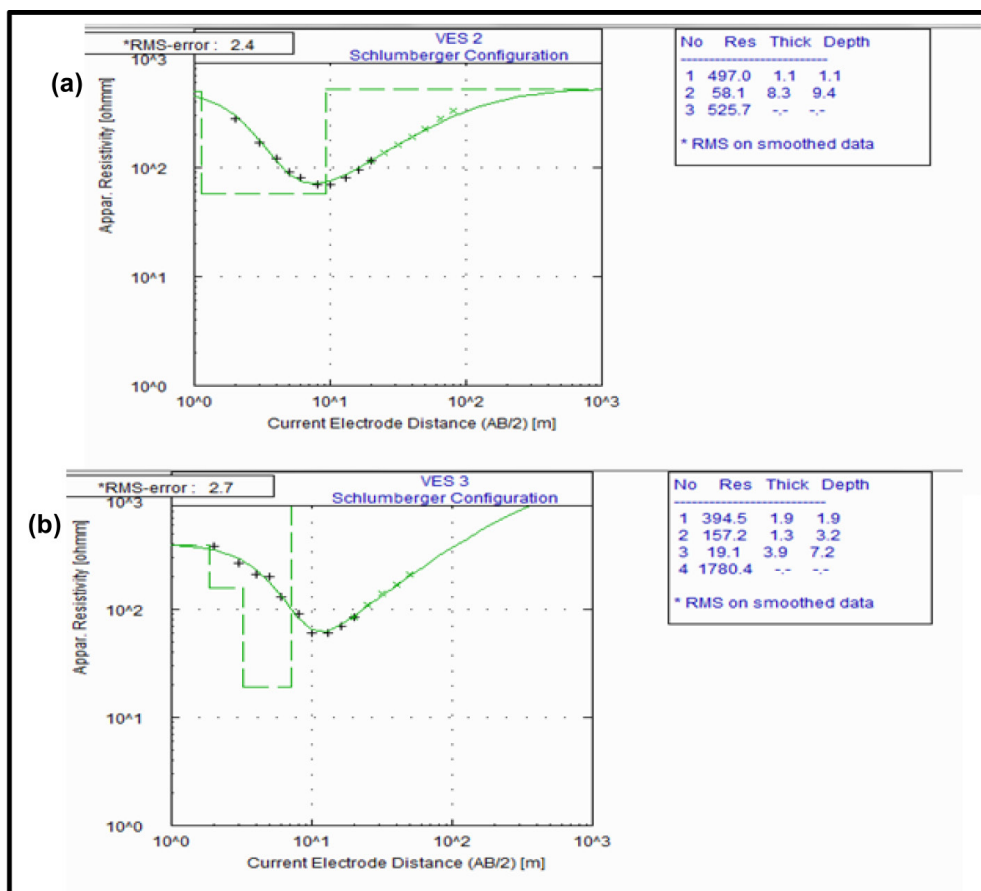 (a)
*RMS-error : 2.4
VES 2
Schlumberger Configuration
Appar. Resistivity [ohmm]
10^3
10^2
10^1
10^0
10^0 10^1 10^2 10^3
Current Electrode Distance (AB/2) [m]
No Res Thick Depth
------------------------
1 497.0 1.1 1.1
2 58.1 8.3 9.4
3 525.7 -.- -.-
* RMS on smoothed data
(b)
*RMS-error : 2.7
VES 3
Schlumberger Configuration
Appar. Resistivity [ohmm]
10^3
10^2
10^1
10^0
10^0 10^1 10^2 10^3
Current Electrode Distance (AB/2) [m]
No Res Thick Depth
------------------------
1 394.5 1.9 1.9
2 157.2 1.3 3.2
3 19.1 3.9 7.2
4 1780.4 -.- -.-
* RMS on smoothed data